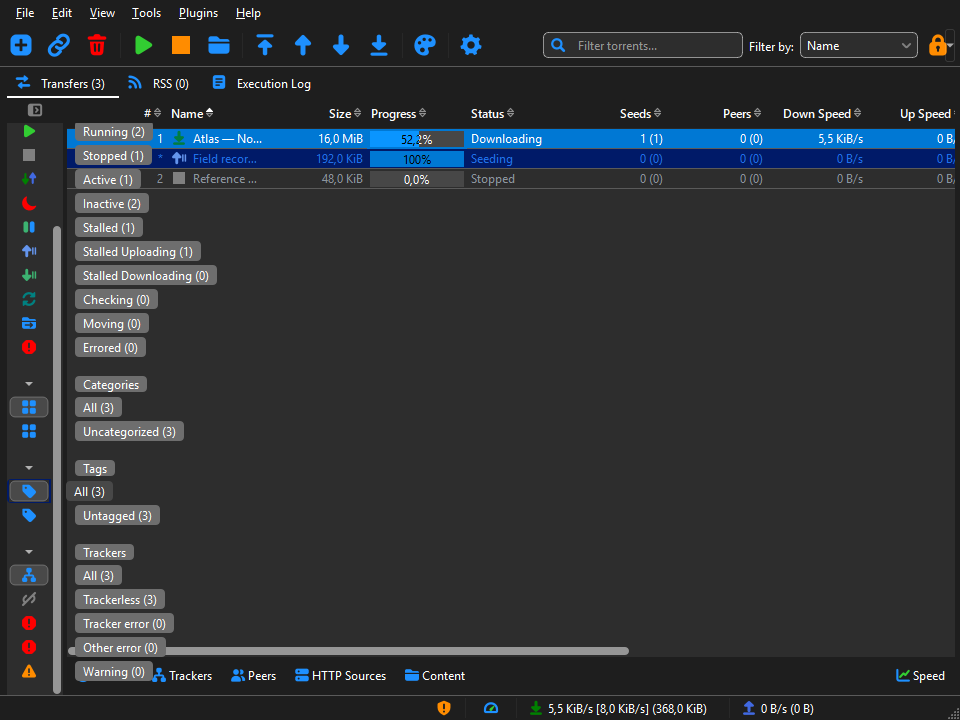 File Edit View Tools Plugins Help
Filter torrents... Filter by: Name
Transfers (3) RSS (0) Execution Log
# Name Size Progress Status Seeds Peers Down Speed Up Speed
Running (2) 1 Atlas — No... 16,0 MiB 52,2% Downloading 1 (1) 0 (0) 5,5 KiB/s 0 B/
Stopped (1) * Field recor... 192,0 KiB 100% Seeding 0 (0) 0 (0) 0 B/s 0 B/
Active (1) 2 Reference ... 48,0 KiB 0,0% Stopped 0 (0) 0 (0) 0 B/s 0 B/
Inactive (2)
Stalled (1)
Stalled Uploading (1)
Stalled Downloading (0)
Checking (0)
Moving (0)
Errored (0)
Categories
All (3)
Uncategorized (3)
Tags
All (3)
Untagged (3)
Trackers
All (3)
Trackerless (3)
Tracker error (0)
Other error (0)
Warning (0) Trackers Peers HTTP Sources Content Speed
5,5 KiB/s [8,0 KiB/s] (368,0 KiB) 0 B/s (0 B)